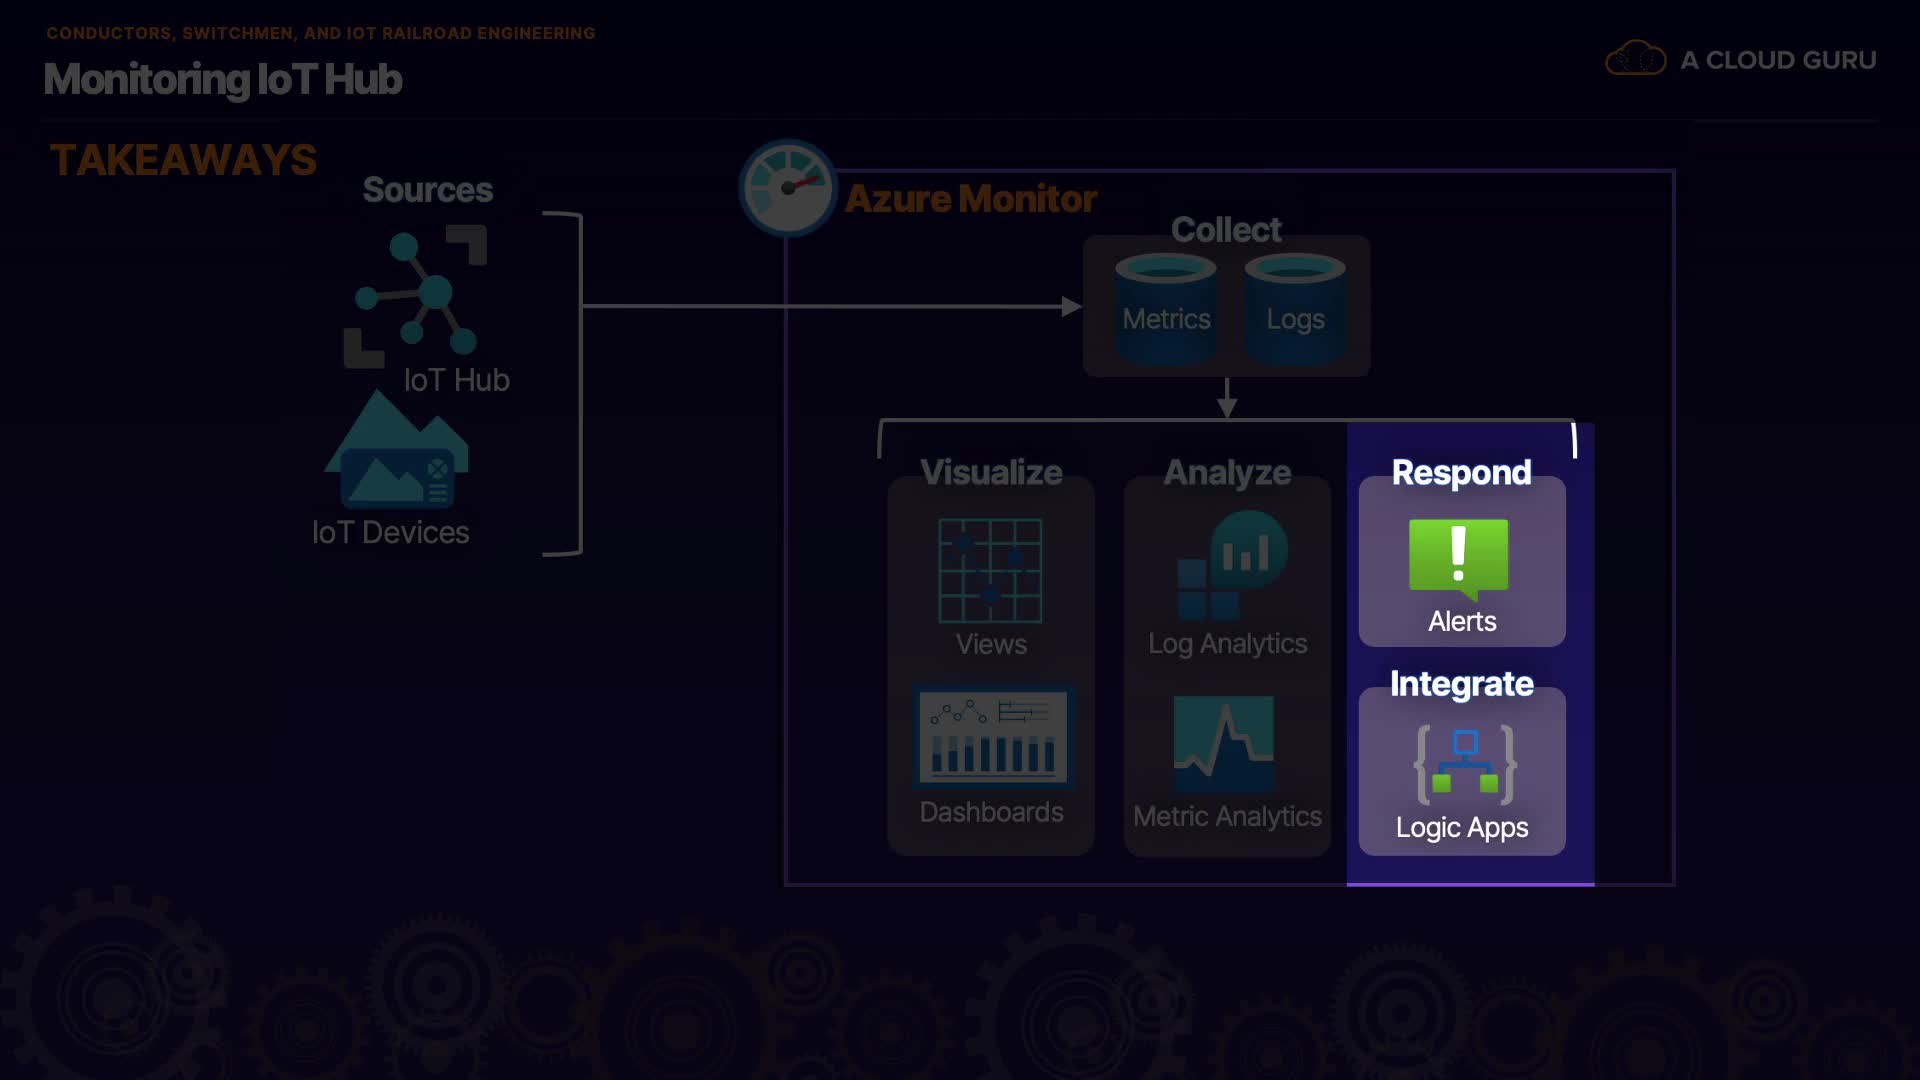 CONDUCTORS, SWITCHMEN, AND IOT RAILROAD ENGINEERING
Monitoring IoT Hub
A CLOUD GURU
TAKEAWAYS
Sources
IoT Hub
IoT Devices
Azure Monitor
Collect
Metrics
Logs
Visualize
Views
Dashboards
Analyze
Log Analytics
Metric Analytics
Respond
!
Alerts
Integrate
Logic Apps